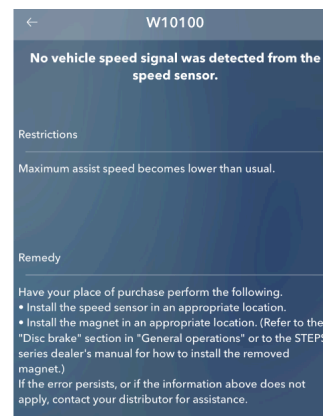 W10100
No vehicle speed signal was detected from the
speed sensor.
Restrictions
Maximum assist speed becomes lower than usual.
Remedy
Have your place of purchase perform the following.
• Install the speed sensor in an appropriate location.
• Install the magnet in an appropriate location. (Refer to the
"Disc brake" section in "General operations" or to the STEPS
series dealer's manual for how to install the removed
magnet.)
If the error persists, or if the information above does not
apply, contact your distributor for assistance.